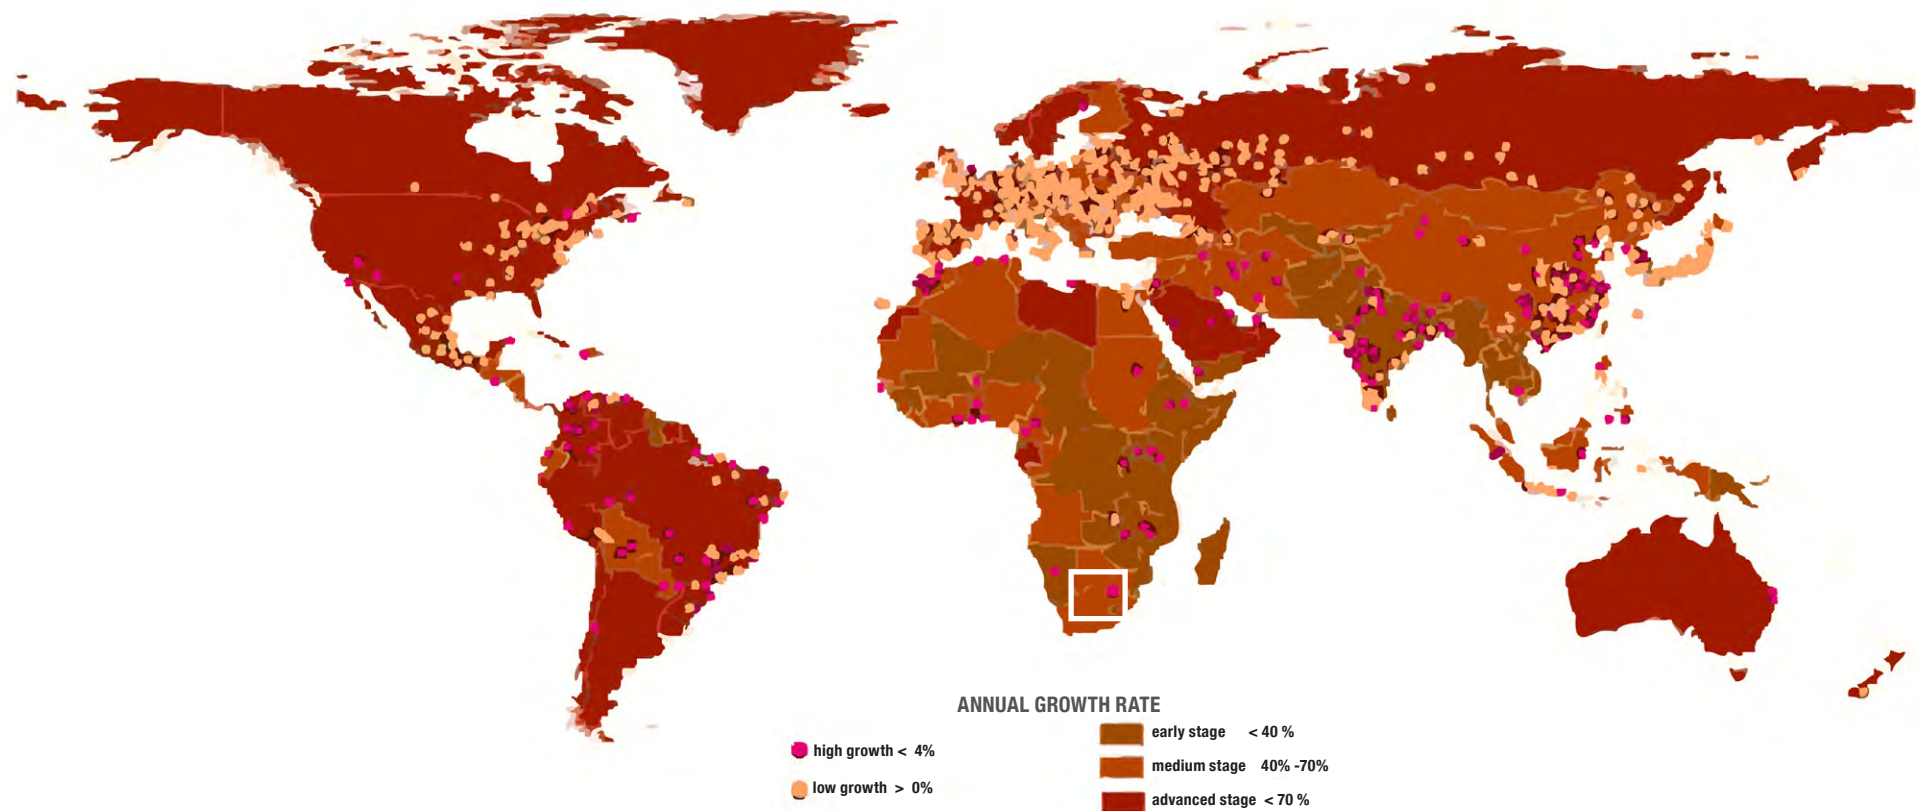 ANNUAL GROWTH RATE
high growth < 4%
low growth > 0%
early stage < 40 %
medium stage 40% -70%
advanced stage < 70 %